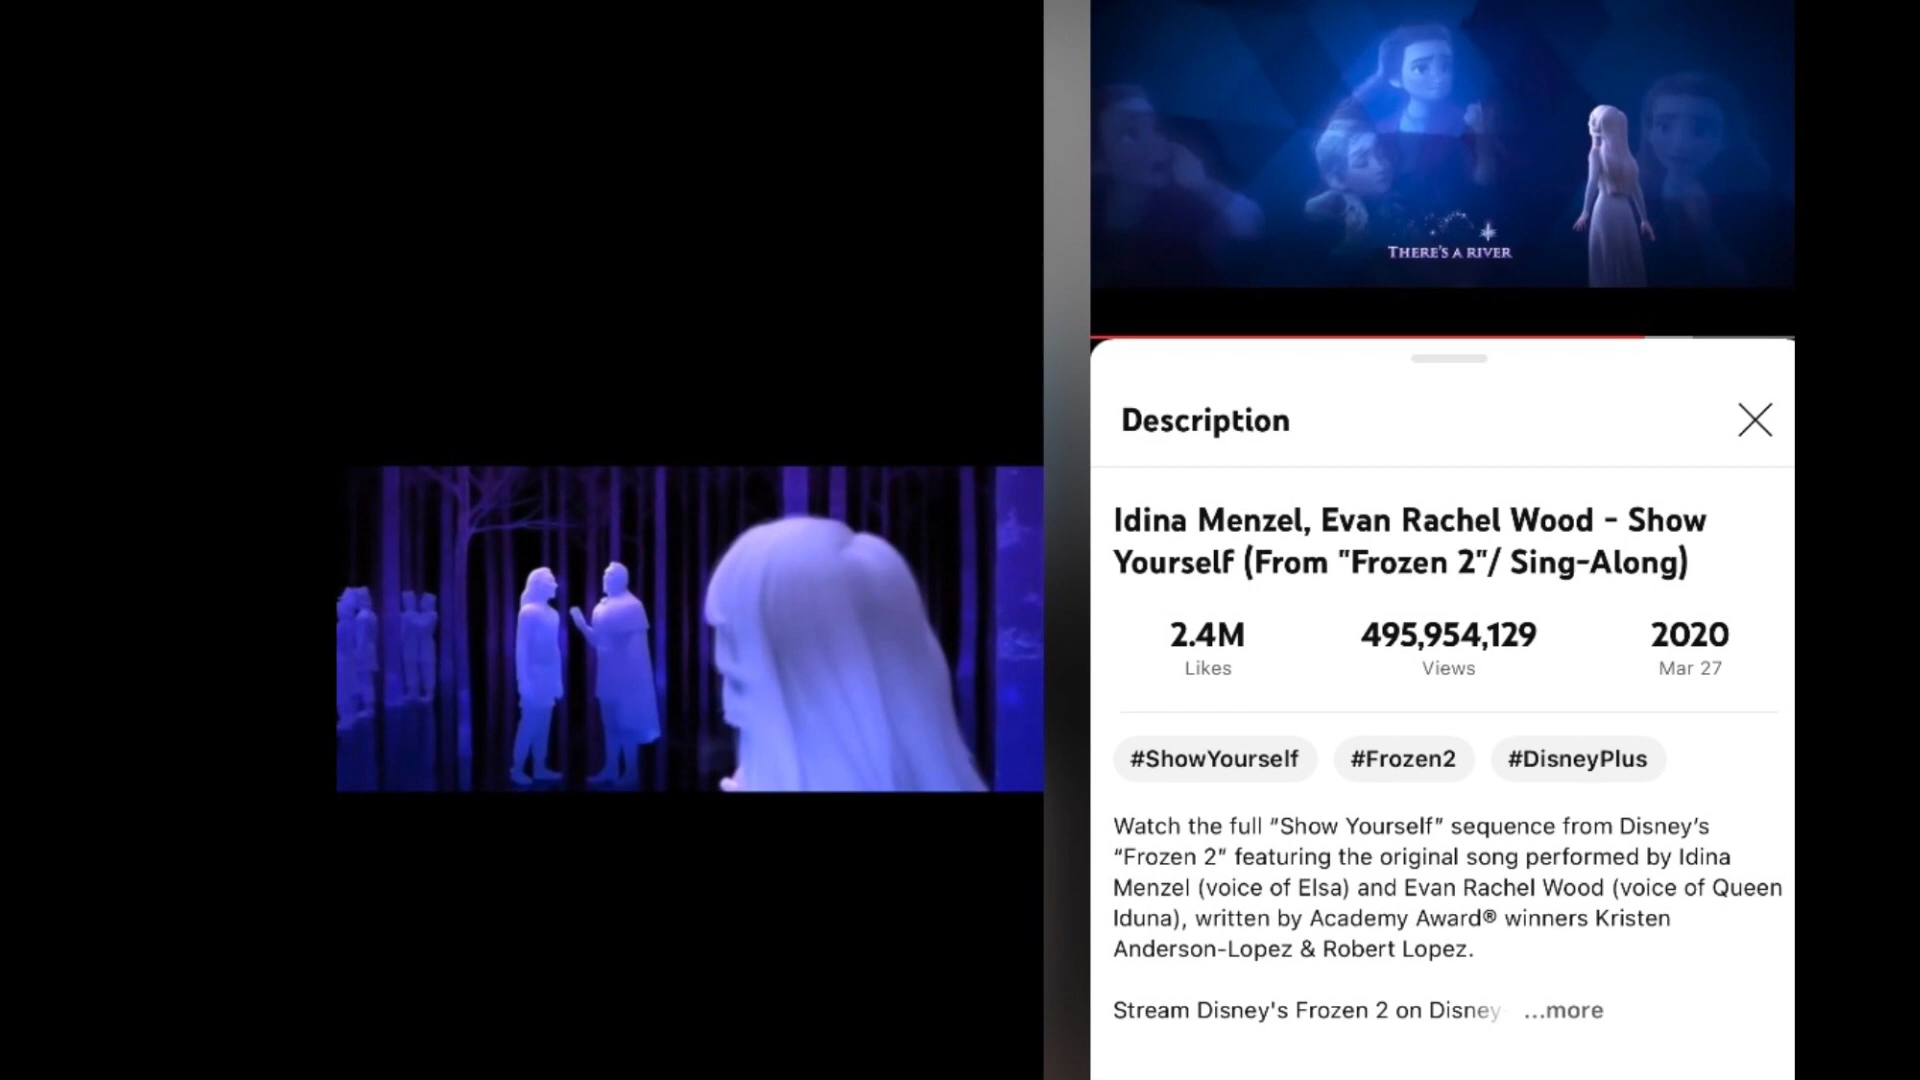 THERE'S A RIVER
Description
Idina Menzel, Evan Rachel Wood - Show
Yourself (From "Frozen 2"/ Sing-Along)
2.4M 495,954,129 2020
Likes Views Mar 27
#ShowYourself #Frozen2 #DisneyPlus
Watch the full “Show Yourself” sequence from Disney’s
“Frozen 2” featuring the original song performed by Idina
Menzel (voice of Elsa) and Evan Rachel Wood (voice of Queen
Iduna), written by Academy Award® winners Kristen
Anderson-Lopez & Robert Lopez.
Stream Disney's Frozen 2 on Disney ...more